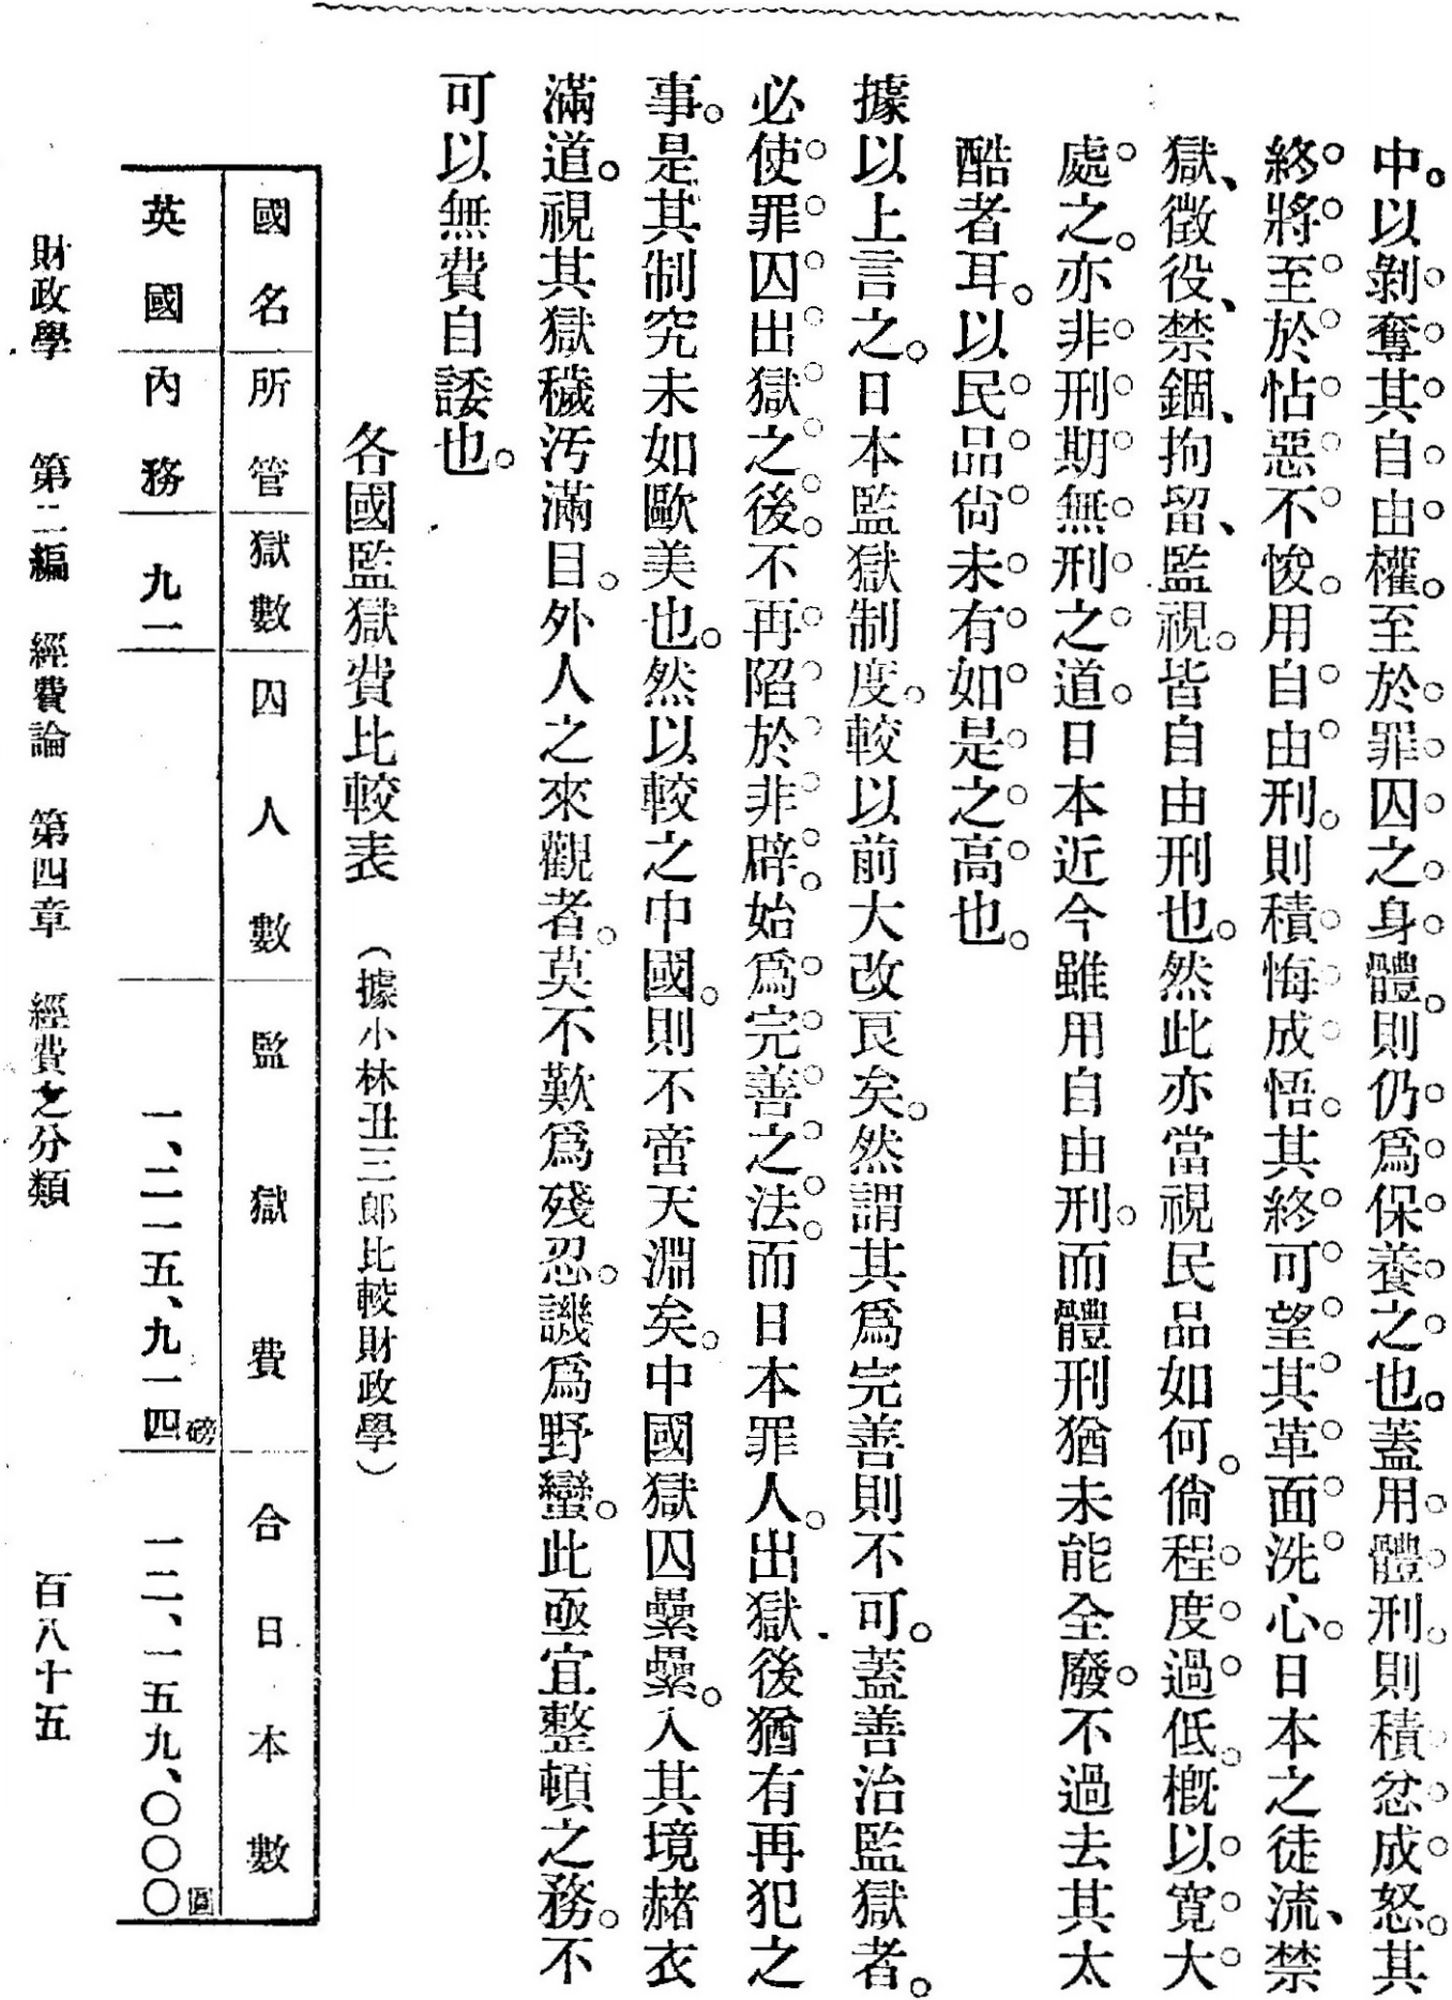 中。以剝奪其自由權。至於罪囚之身體。則仍爲保養之也。蓋用體刑。則積忿成怒。其
終將至於怙惡不悛。用自由刑。則積悔成悟。其終可望其革面洗心。日本之徒流、禁
獄、徵役、禁錮、拘留、監視。皆自由刑也。然此亦當視民品如何。倘程度過低。概以寬大
處之。亦非刑期無刑之道。日本近今雖用自由刑。而體刑猶未能全廢。不過去其太
酷者耳。以民品尙未有如是之高也。
據以上言之。日本監獄制度。較以前大改良矣。然謂其爲完善則不可。蓋善治監獄者。
必使罪囚出獄之後。不再陷於非辟。始爲完善之法。而日本罪人。出獄後猶有再犯之
事。是其制究未如歐美也。然以較之中國。則不啻天淵矣。中國獄囚纍纍。入其境赭衣
滿道。視其獄穢汚滿目。外人之來觀者。莫不歎爲殘忍。譏爲野蠻。此亟宜整頓之務。不
可以無費自諉也。
各國監獄費比較表 (據小林丑三郎比較財政學)
國名 所管 獄數 囚人數 監獄費 合日本數
英國 內務 九一 一、二一五、九一四磅 一二、一五九、〇〇〇圓
財政學 第二編 經費論 第四章 經費之分類 百八十五